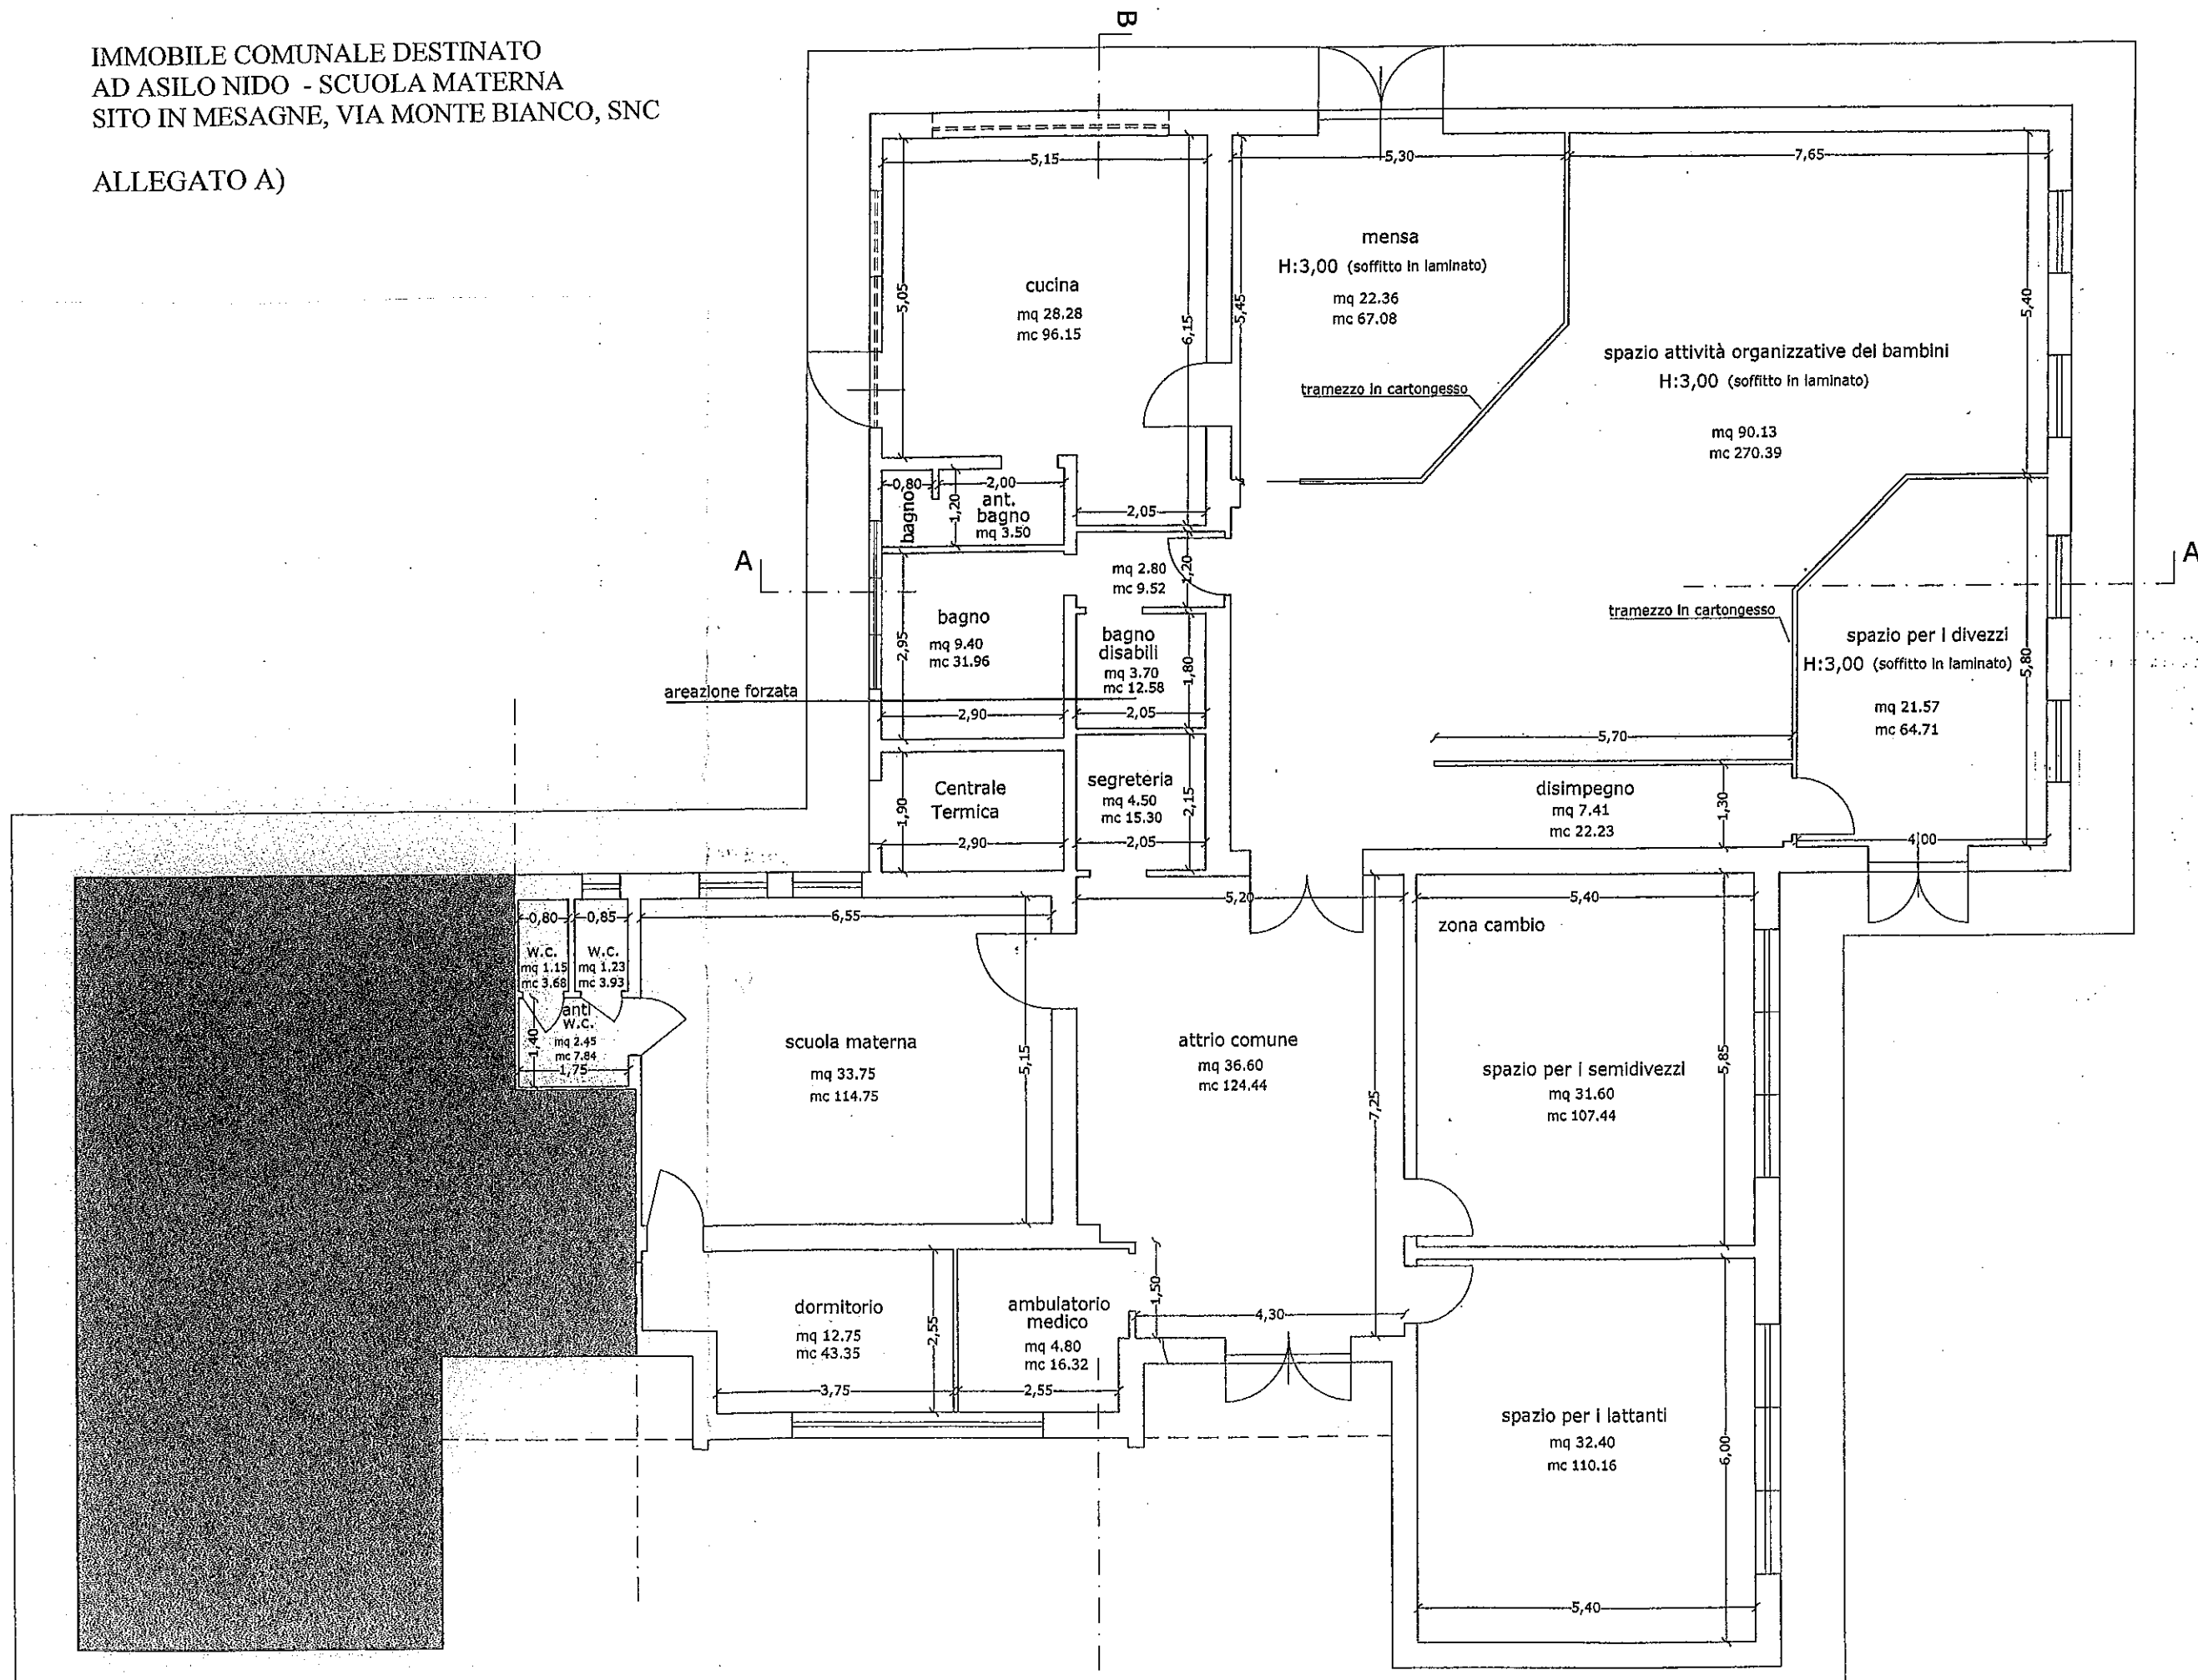 IMMOBILE COMUNALE DESTINATO
AD ASILO NIDO - SCUOLA MATERNA
SITO IN MESAGNE, VIA MONTE BIANCO, SNC
ALLEGATO A)
B
5,15
5,30
7,65
5,05
6,15
5,45
5,40
cucina
mq 28.28
mc 96.15
mensa
H:3,00 (soffitto in laminato)
mq 22.36
mc 67.08
tramezzo in cartongesso
spazio attività organizzative dei bambini
H:3,00 (soffitto in laminato)
mq 90.13
mc 270.39
0,80
2,00
1,20
bagno
ant.
bagno
mq 3.50
2,05
A
A
mq 2.80
mc 9.52
1,20
bagno
mq 9.40
mc 31.96
2,95
2,90
bagno
disabili
mq 3.70
mc 12.58
1,80
2,05
areazione forzata
tramezzo in cartongesso
spazio per i divezzi
H:3,00 (soffitto in laminato)
mq 21.57
mc 64.71
5,80
4,00
5,70
disimpegno
mq 7.41
mc 22.23
1,30
Centrale
Termica
1,90
2,90
segreteria
mq 4.50
mc 15.30
2,15
2,05
0,80
0,85
6,55
5,20
5,40
W.C.
mq 1.15
mc 3.68
W.C.
mq 1.23
mc 3.93
anti
W.C.
mq 2.45
mc 7.84
1,40
1,75
zona cambio
scuola materna
mq 33.75
mc 114.75
5,15
attrio comune
mq 36.60
mc 124.44
7,25
spazio per i semidivezzi
mq 31.60
mc 107.44
5,85
dormitorio
mq 12.75
mc 43.35
2,55
3,75
ambulatorio
medico
mq 4.80
mc 16.32
2,55
1,50
4,30
spazio per i lattanti
mq 32.40
mc 110.16
6,00
5,40